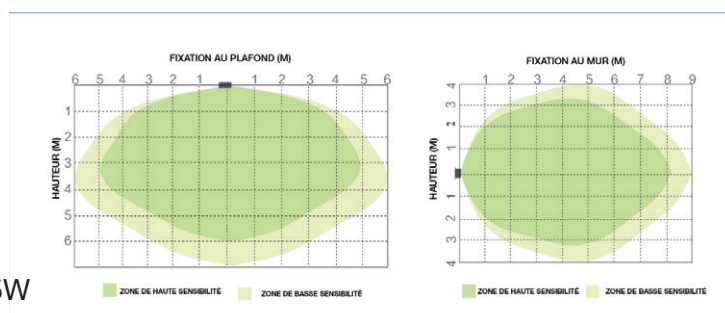 FIXATION AU PLAFOND (M)
6 5 4 3 2 1 1 2 3 4 5 6
HAUTEUR (M)
1
2
3
4
5
6
ZONE DE HAUTE SENSIBILITÉ
ZONE DE BASSE SENSIBILITÉ
FIXATION AU MUR (M)
1 2 3 4 5 6 7 8 9
HAUTEUR (M)
4
3
2
1
1
2
3
4
ZONE DE HAUTE SENSIBILITÉ
ZONE DE BASSE SENSIBILITÉ
W